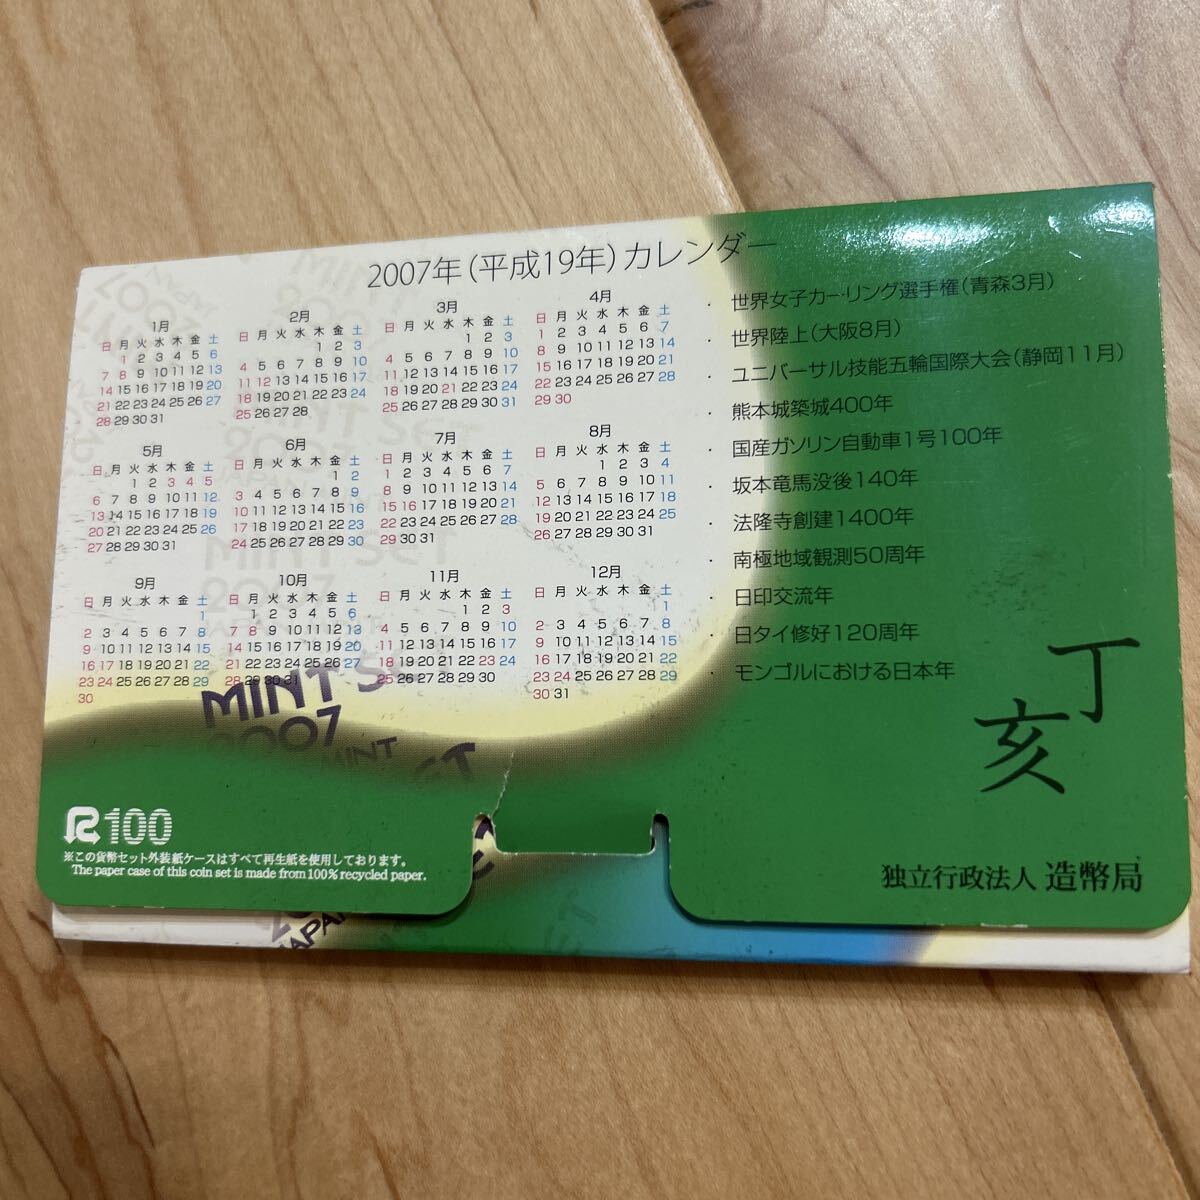 2007年(平成19年)カレンダー
1月
日 月 火 水 木 金 土
1 2 3 4 5 6
7 8 9 10 11 12 13
14 15 16 17 18 19 20
21 22 23 24 25 26 27
28 29 30 31
2月
日 月 火 水 木 金 土
1 2 3
4 5 6 7 8 9 10
11 12 13 14 15 16 17
18 19 20 21 22 23 24
25 26 27 28
3月
日 月 火 水 木 金 土
1 2 3
4 5 6 7 8 9 10
11 12 13 14 15 16 17
18 19 20 21 22 23 24
25 26 27 28 29 30 31
4月
日 月 火 水 木 金 土
1 2 3 4 5 6 7
8 9 10 11 12 13 14
15 16 17 18 19 20 21
22 23 24 25 26 27 28
29 30
5月
日 月 火 水 木 金 土
1 2 3 4 5
6 7 8 9 10 11 12
13 14 15 16 17 18 19
20 21 22 23 24 25 26
27 28 29 30 31
6月
日 月 火 水 木 金 土
1 2
3 4 5 6 7 8 9
10 11 12 13 14 15 16
17 18 19 20 21 22 23
24 25 26 27 28 29 30
7月
日 月 火 水 木 金 土
1 2 3 4 5 6 7
8 9 10 11 12 13 14
15 16 17 18 19 20 21
22 23 24 25 26 27 28
29 30 31
8月
日 月 火 水 木 金 土
1 2 3 4
5 6 7 8 9 10 11
12 13 14 15 16 17 18
19 20 21 22 23 24 25
26 27 28 29 30 31
9月
日 月 火 水 木 金 土
1
2 3 4 5 6 7 8
9 10 11 12 13 14 15
16 17 18 19 20 21 22
23 24 25 26 27 28 29
30
10月
日 月 火 水 木 金 土
1 2 3 4 5 6
7 8 9 10 11 12 13
14 15 16 17 18 19 20
21 22 23 24 25 26 27
28 29 30 31
11月
日 月 火 水 木 金 土
1 2 3
4 5 6 7 8 9 10
11 12 13 14 15 16 17
18 19 20 21 22 23 24
25 26 27 28 29 30
12月
日 月 火 水 木 金 土
1
2 3 4 5 6 7 8
9 10 11 12 13 14 15
16 17 18 19 20 21 22
23 24 25 26 27 28 29
30 31
・世界女子カーリング選手権(青森3月)
・世界陸上(大阪8月)
・ユニバーサル技能五輪国際大会(静岡11月)
・熊本城築城400年
・国産ガソリン自動車1号100年
・坂本竜馬没後140年
・法隆寺創建1400年
・南極地域観測50周年
・日印交流年
・日タイ修好120周年
・モンゴルにおける日本年
丁
亥
MINT SET
2007
MINT
R100
※この貨幣セット外装紙ケースはすべて再生紙を使用しております。
The paper case of this coin set is made from 100% recycled paper.
独立行政法人 造幣局
JAPAN